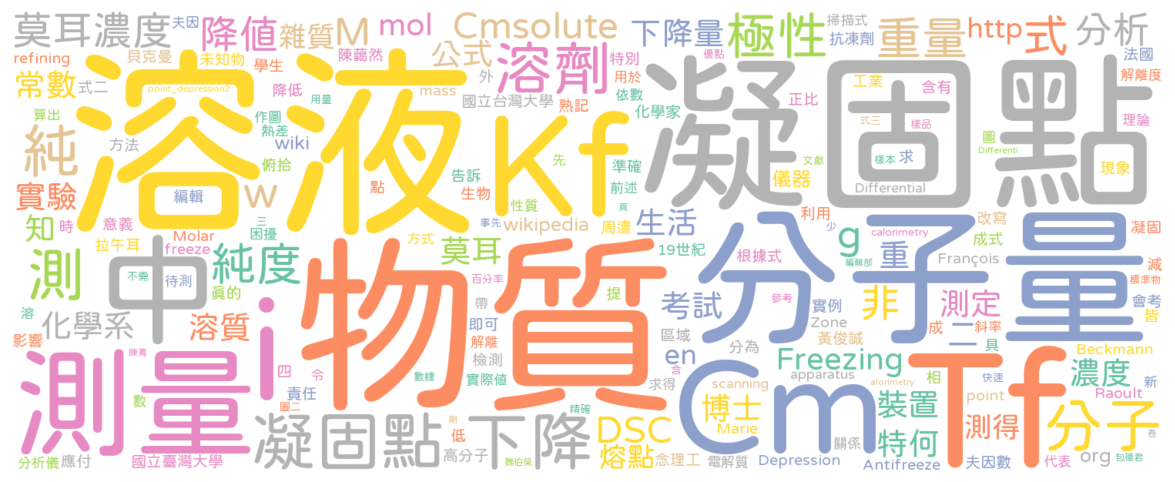 莫耳濃度 夫因 降値 雜質 M mol Cmsolute 下降量 極性 掃描式 抗凍劑 重量 http 式 分析
refining 貝克曼 未知物 陳藹然 公式 溶劑 特別 優點 法國
常數 式二 point_depression2 學生 降低 外 mass 用於 依數 工業 含有 解離度
算出 作圖 用量 國立台灣大學 熟記 化學家 正比 式三 樣品 理論
純 方法 熱差 wiki 先 準確 文獻 樣本 求 圖 Differenti 現象
溶液 Kf 凝固點
實驗 編輯 w 俯拾 點 告訴 生物 前述 儀器 Differential
知 時 意義 Molar 三 困擾 性質 事先 wikipedia 周遭 真 生活 利用 少 改寫 凝固
拉午耳 freeze 方式 莫耳 19世紀 根據式 calorimetry g 成式 減
測 中 不需 待測 純度 物質 分子量 編輯部 重 François 標準物
溶 化學系 溶質 i 百分率 帶 提 考試 參考 實例 非 測定 會考 皆
影響 陳青 四 令 即可 解離 數據 區域 Zone 黃俊誠 成 二 斜率 具
測量 數 責任 檢測 實際値 含 en 分為 Freezing Beckmann
圖二 求得 scanning apparatus alorimetry 相 快速 濃度 新
凝固點下降 精確 Cm 博士 Marie 裝置 Tf point Raoult
期 低 DSC 關係 特何 測得 分子 卷
分析儀 應付 國立臺灣大學 高分子 魏伯榮 熔點 念理工 電解質 Depression Antifreeze 夫因數 代表 org 包德君